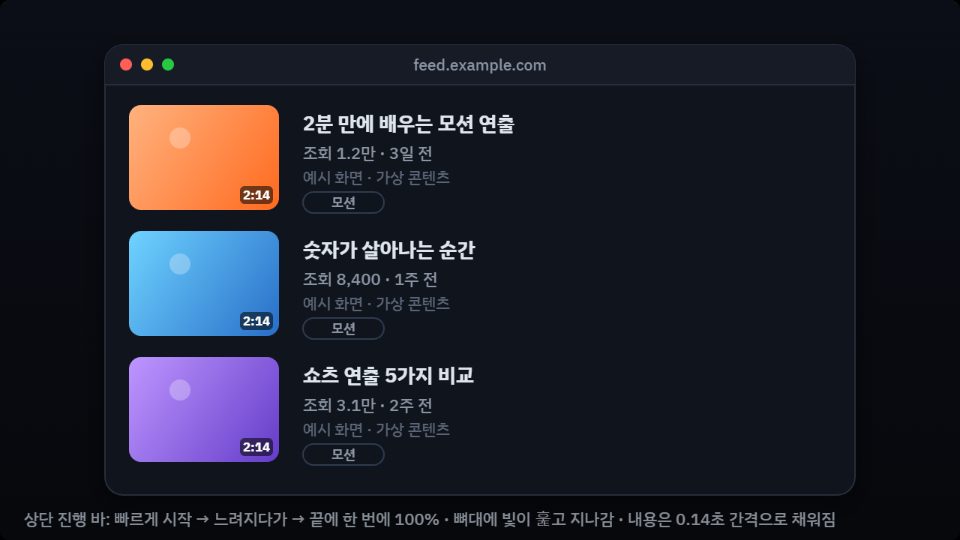 feed.example.com
2분 만에 배우는 모션 연출
조회 1.2만 · 3일 전
예시 화면 · 가상 콘텐츠
모션
2:14
숫자가 살아나는 순간
조회 8,400 · 1주 전
예시 화면 · 가상 콘텐츠
모션
2:14
쇼츠 연출 5가지 비교
조회 3.1만 · 2주 전
예시 화면 · 가상 콘텐츠
모션
2:14
상단 진행 바: 빠르게 시작 → 느려지다가 → 끝에 한 번에 100% · 뼈대에 빛이 지나감 · 내용은 0.14초 간격으로 채워짐